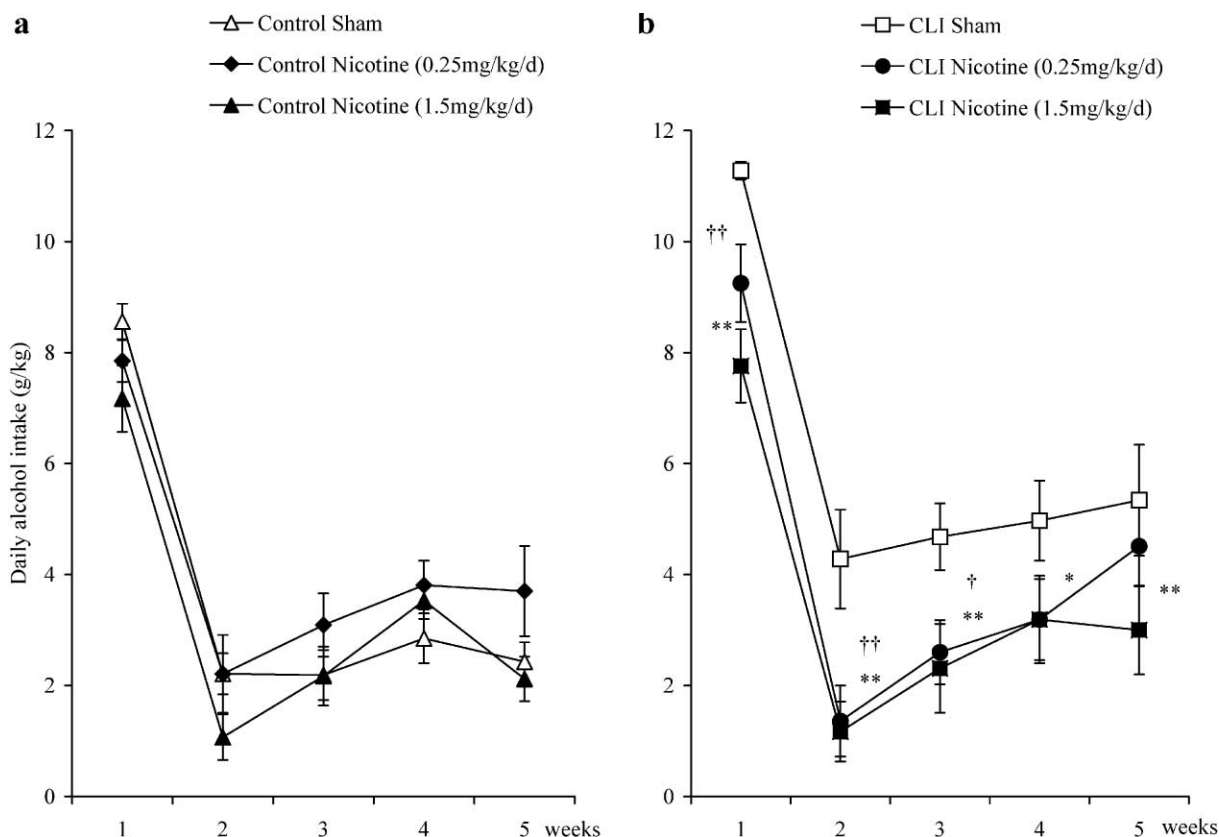 a
Control Sham
Control Nicotine (0.25mg/kg/d)
Control Nicotine (1.5mg/kg/d)
Daily alcohol intake (g/kg)
12
10
8
6
4
2
0
1 2 3 4 5 weeks
b
CLI Sham
CLI Nicotine (0.25mg/kg/d)
CLI Nicotine (1.5mg/kg/d)
12
10
8
6
4
2
0
††
**
††
**
†
**
*
**
1 2 3 4 5 weeks